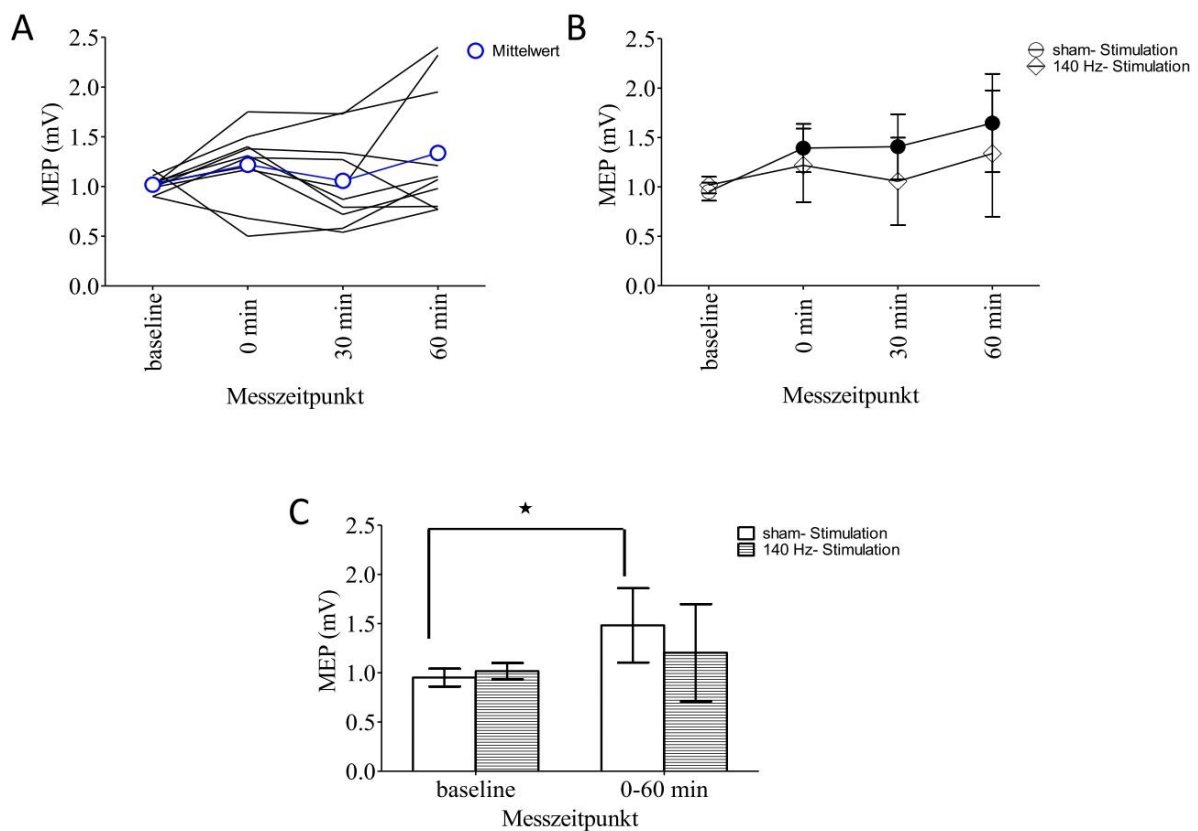 A
MEP (mV)
2.5
2.0
1.5
1.0
0.5
0.0
baseline
0 min
30 min
60 min
Messzeitpunkt
Mittelwert
B
MEP (mV)
2.5
2.0
1.5
1.0
0.5
0.0
baseline
0 min
30 min
60 min
Messzeitpunkt
sham- Stimulation
140 Hz- Stimulation
C
MEP (mV)
2.5
2.0
1.5
1.0
0.5
0.0
★
baseline
0-60 min
Messzeitpunkt
sham- Stimulation
140 Hz- Stimulation